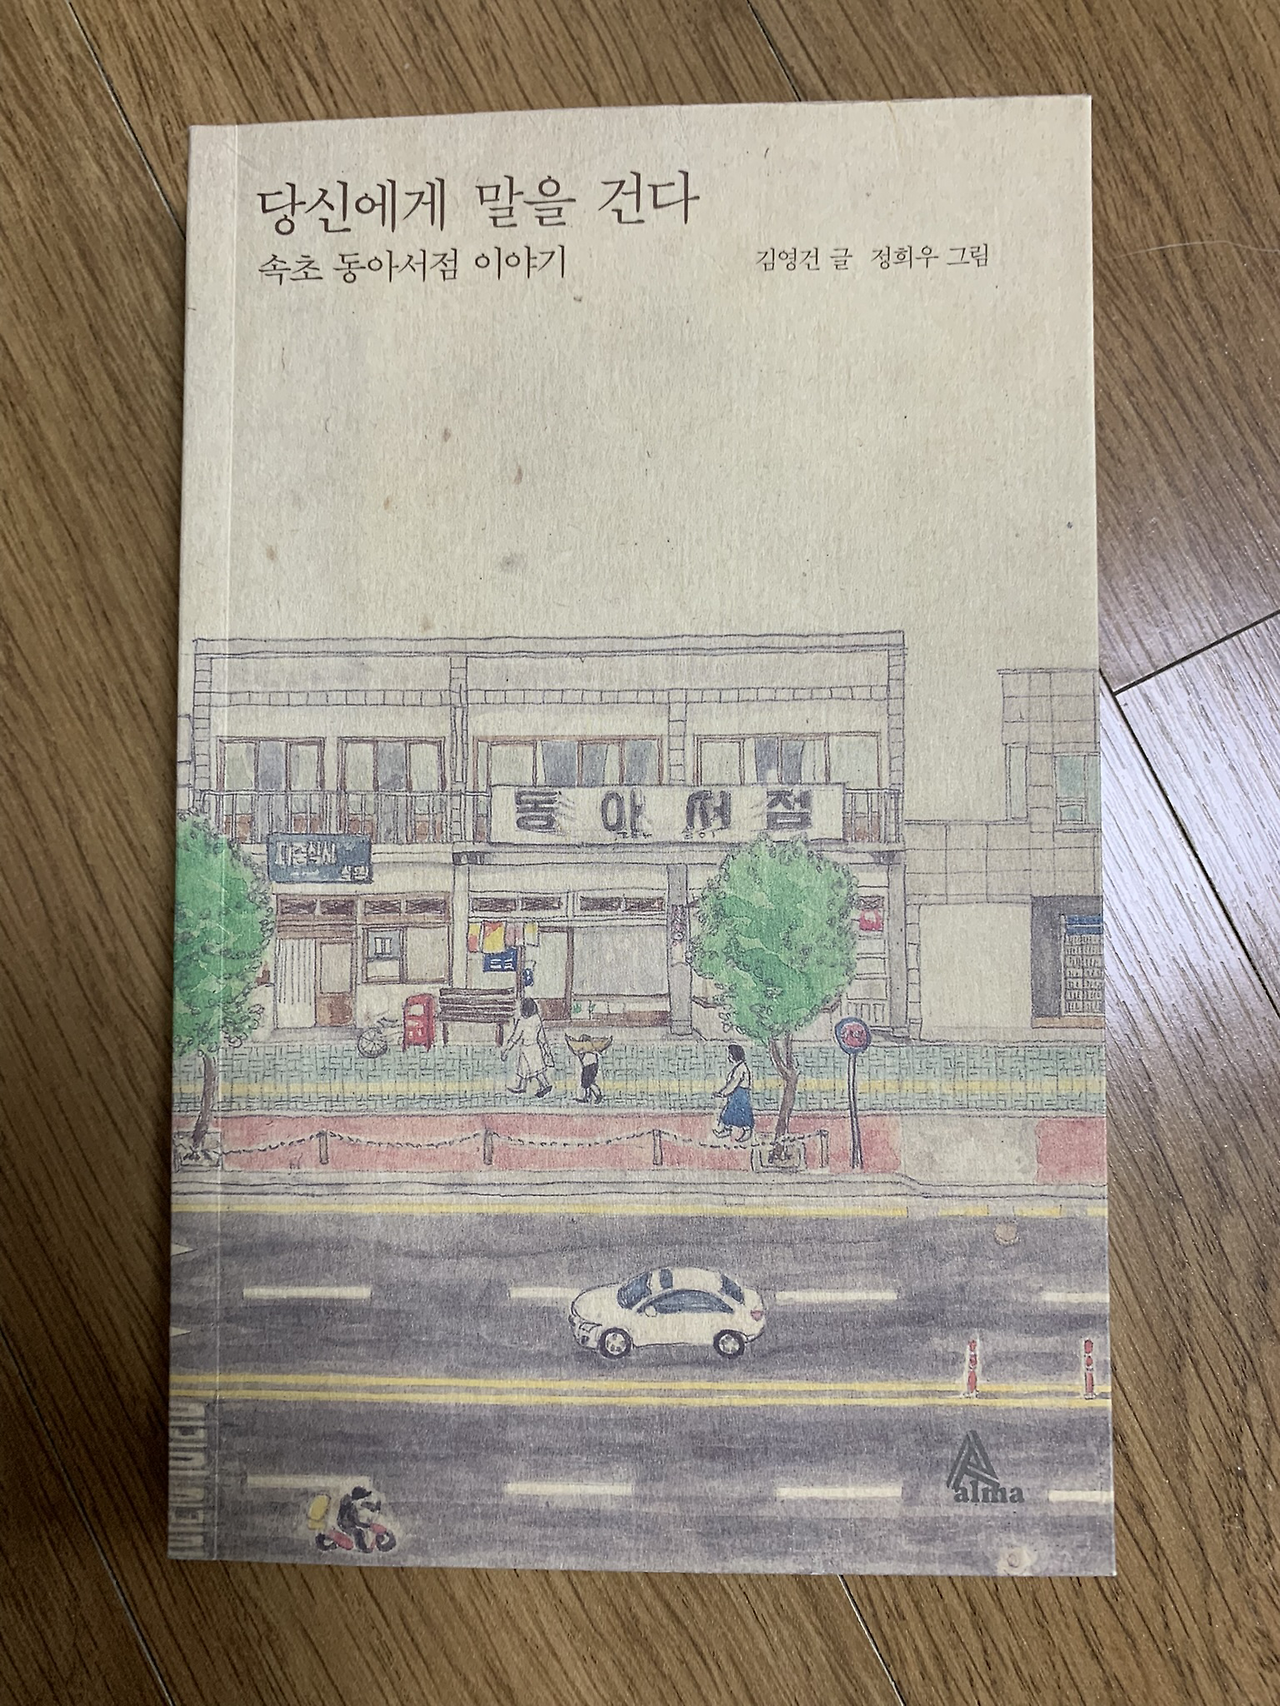 당신에게 말을 건다
속초 동아서점 이야기
김영건 글 정희우 그림
동아서점
alma